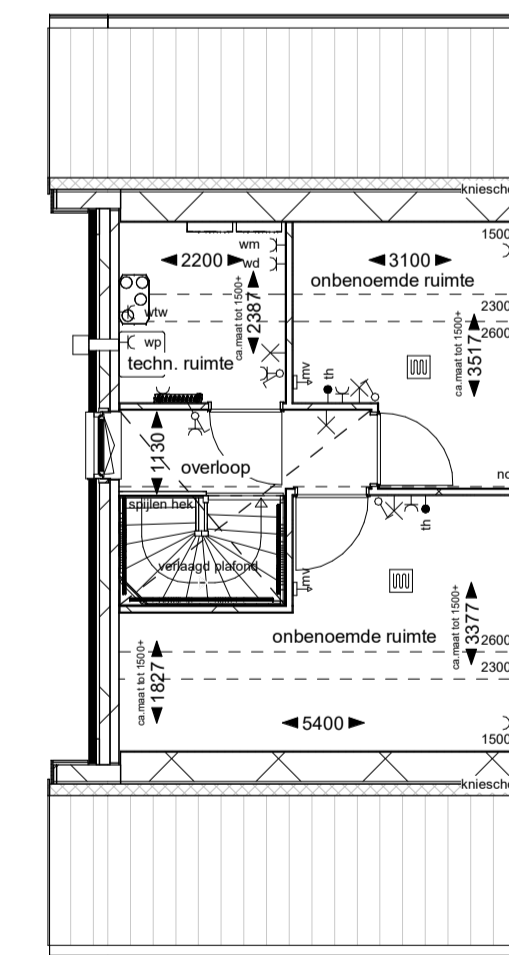 kniesche
1500
wm
2200
3100
wd
onbenoemde ruimte
ca.maat tot 1500+
2387
2300
wtw
2600
ca.maat tot 1500+
3517
wp
techn. ruimte
mv
th
1130
overloop
no
spijlen hek
th
verlaagd plafond
mv
onbenoemde ruimte
ca.maat tot 1500+
3377
2600
ca.maat tot 1500+
1827
2300
5400
1500
kniesche